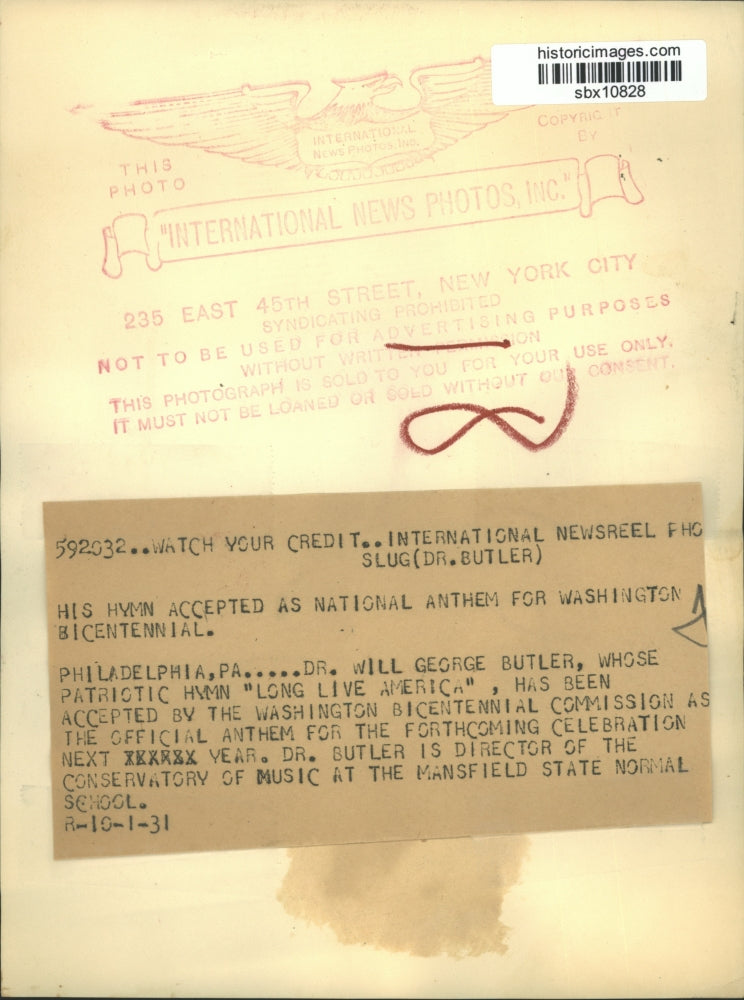 historicimages.com
sbx10828
INTERNATIONAL
NEWS PHOTOS, INC.
COPYRIGHT
BY
THIS
PHOTO
"INTERNATIONAL NEWS PHOTOS, INC."
235 EAST 45TH STREET, NEW YORK CITY
SYNDICATING PROHIBITED
NOT TO BE USED FOR ADVERTISING PURPOSES
WITHOUT WRITTEN PERMISSION
THIS PHOTOGRAPH IS SOLD TO YOU FOR YOUR USE ONLY.
IT MUST NOT BE LOANED OR SOLD WITHOUT OUR CONSENT.
592032..WATCH YOUR CREDIT..INTERNATIONAL NEWSREEL PHO
SLUG(DR.BUTLER)
HIS HYMN ACCEPTED AS NATIONAL ANTHEM FOR WASHINGTON
BICENTENNIAL.
PHILADELPHIA,PA.....DR. WILL GEORGE BUTLER, WHOSE
PATRIOTIC HYMN "LONG LIVE AMERICA" , HAS BEEN
ACCEPTED BY THE WASHINGTON BICENTENNIAL COMMISSION AS
THE OFFICIAL ANTHEM FOR THE FORTHCOMING CELEBRATION
NEXT YEAR. DR. BUTLER IS DIRECTOR OF THE
CONSERVATORY OF MUSIC AT THE MANSFIELD STATE NORMAL
SCHOOL.
R-10-1-31